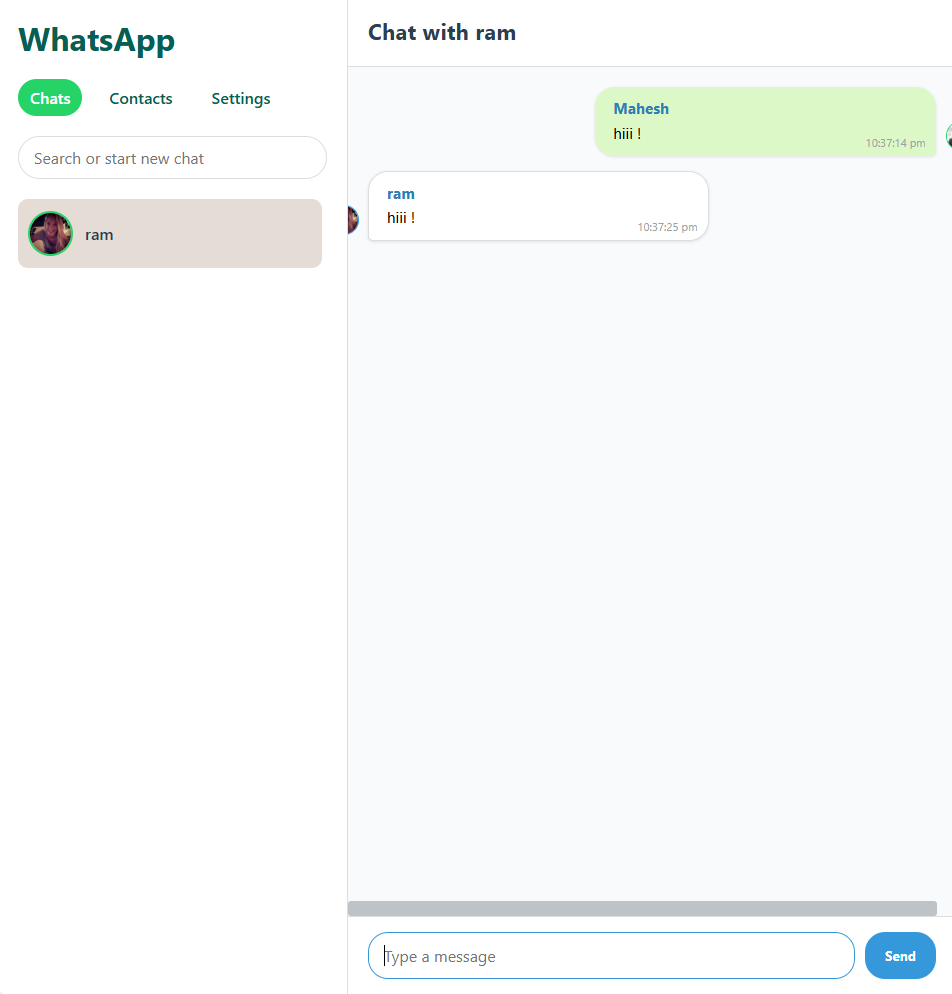 WhatsApp
Chats
Contacts
Settings
Search or start new chat
ram
Chat with ram
Mahesh
hiii !
10:37:14 pm
ram
hiii !
10:37:25 pm
Type a message
Send